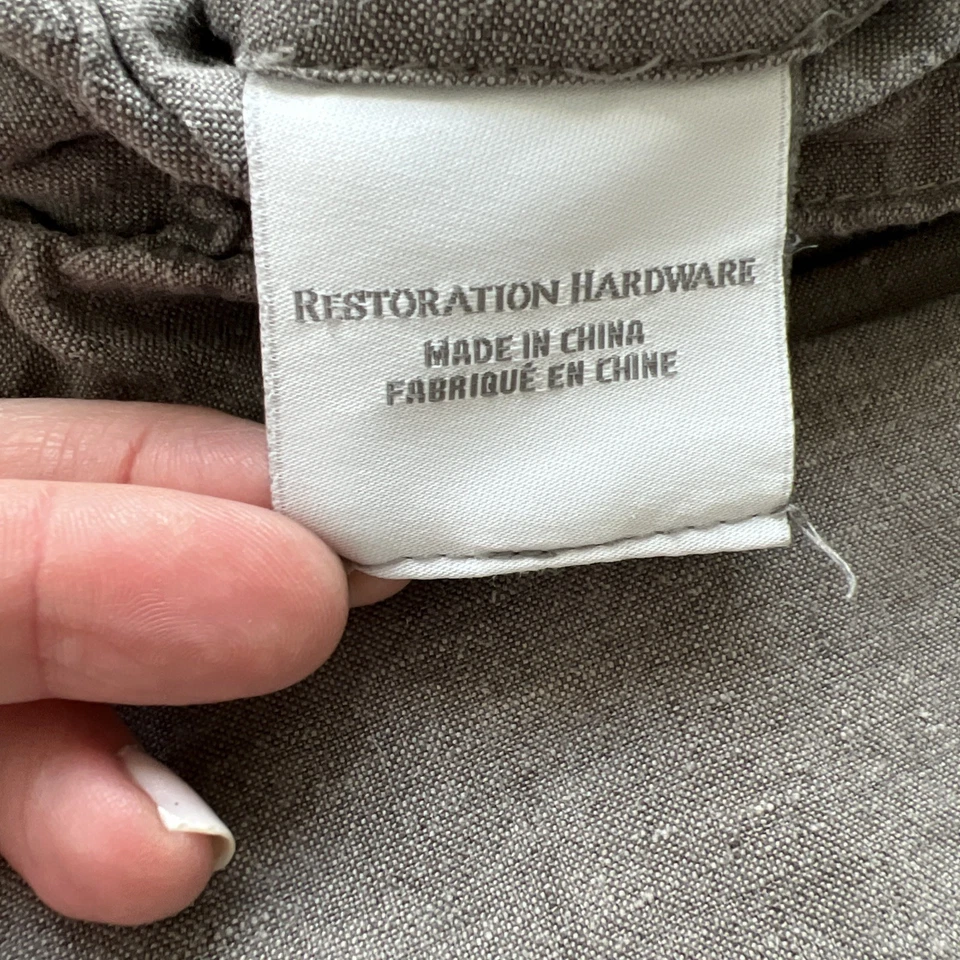 RESTORATION HARDWARE
MADE IN CHINA
FABRIQUÉ EN CHINE